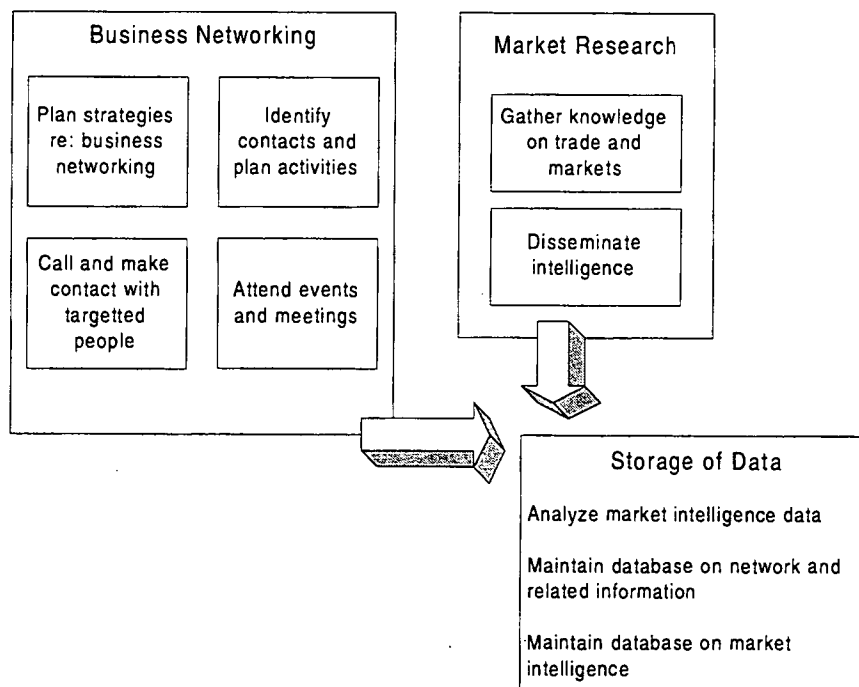 Business Networking
Plan strategies
re: business
networking
Identify
contacts and
plan activities
Call and make
contact with
targetted
people
Attend events
and meetings
Market Research
Gather knowledge
on trade and
markets
Disseminate
intelligence
Storage of Data
Analyze market intelligence data
Maintain database on network and
related information
Maintain database on market
intelligence